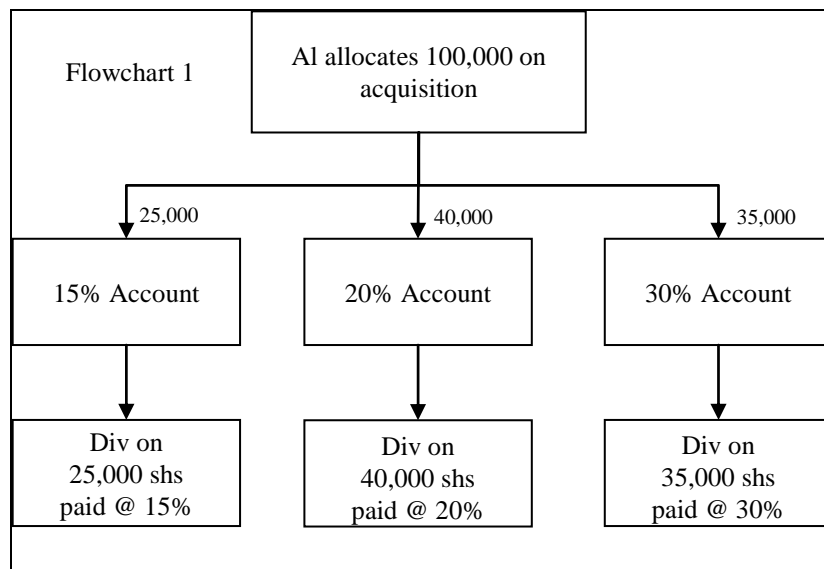 Flowchart 1
Al allocates 100,000 on
acquisition
25,000
40,000
35,000
15% Account
20% Account
30% Account
Div on
25,000 shs
paid @ 15%
Div on
40,000 shs
paid @ 20%
Div on
35,000 shs
paid @ 30%